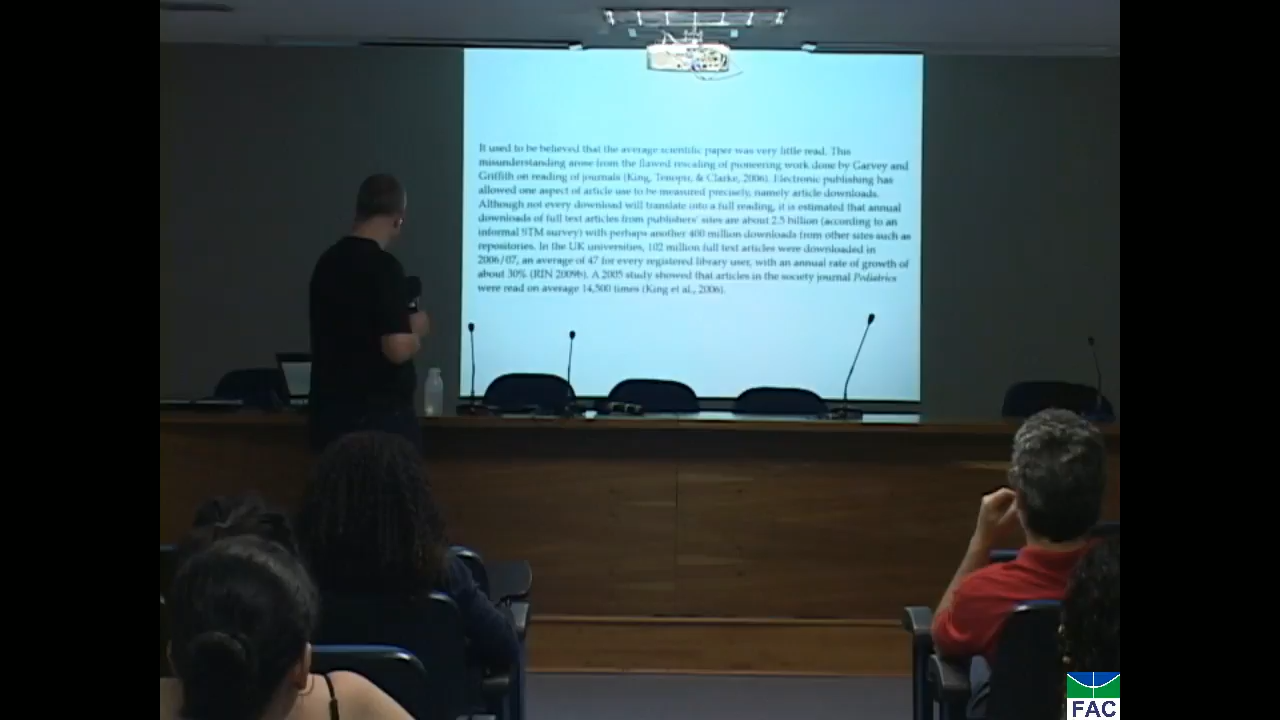 It used to be believed that the average scientific paper was very little read. This
misunderstanding arose from the flawed rescaling of pioneering work done by Garvey and
Griffith on reading of journals (King, Tenopir, & Clarke, 2006). Electronic publishing has
allowed one aspect of article use to be measured precisely, namely article downloads.
Although not every download will translate into a full reading, it is estimated that annual
downloads of full text articles from publishers' sites are about 2.5 billion (according to an
informal STM survey) with perhaps another 400 million downloads from other sites such as
repositories. In the UK universities, 102 million full text articles were downloaded in
2006/07, an average of 47 for every registered library user, with an annual rate of growth of
about 30% (RIN 2009b). A 2005 study showed that articles in the society journal Pediatrics
were read on average 14,500 times (King et al., 2006).
FAC